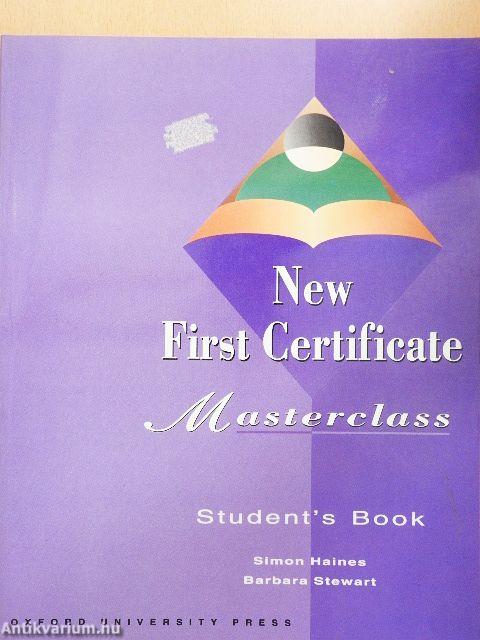 New
First Certificate
Masterclass
Student's Book
Simon Haines
Barbara Stewart
OXFORD UNIVERSITY PRESS
Antikvarium.hu